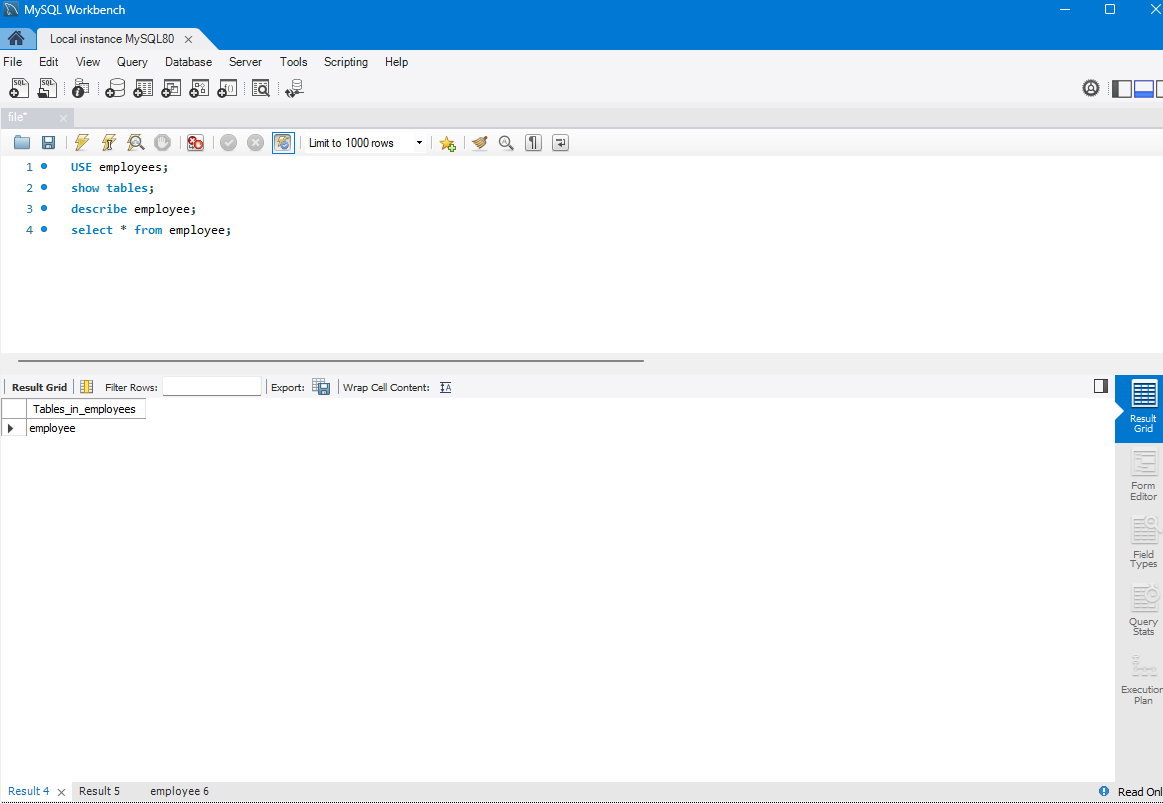 MySQL Workbench
Local instance MySQL80
File Edit View Query Database Server Tools Scripting Help
file*
Limit to 1000 rows
1 USE employees;
2 show tables;
3 describe employee;
4 select * from employee;
Result Grid Filter Rows: Export: Wrap Cell Content:
Tables_in_employees
employee
Result
Grid
Form
Editor
Field
Types
Query
Stats
Execution
Plan
Result 4 Result 5 employee 6 Read Onl